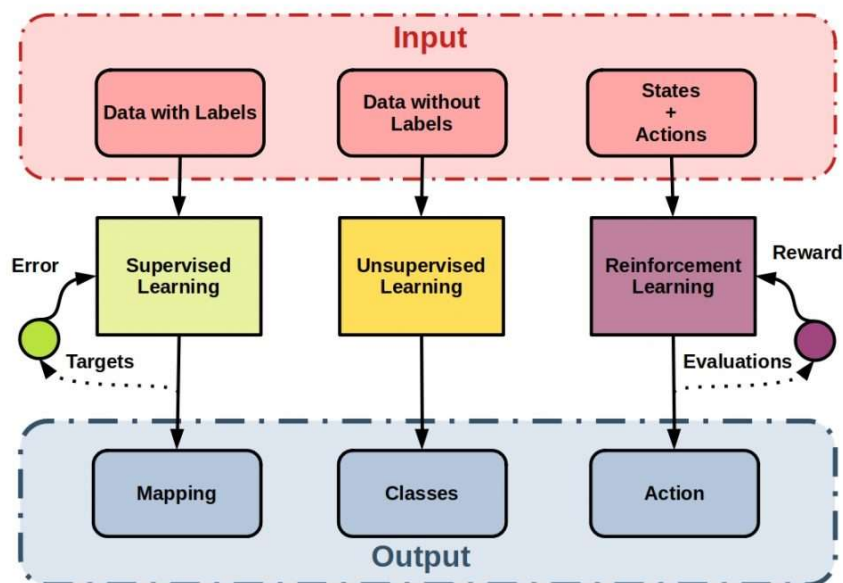 Input
Data with Labels
Data without
Labels
States
+
Actions
Error
Supervised
Learning
Unsupervised
Learning
Reinforcement
Learning
Reward
Targets
Evaluations
Mapping
Classes
Action
Output